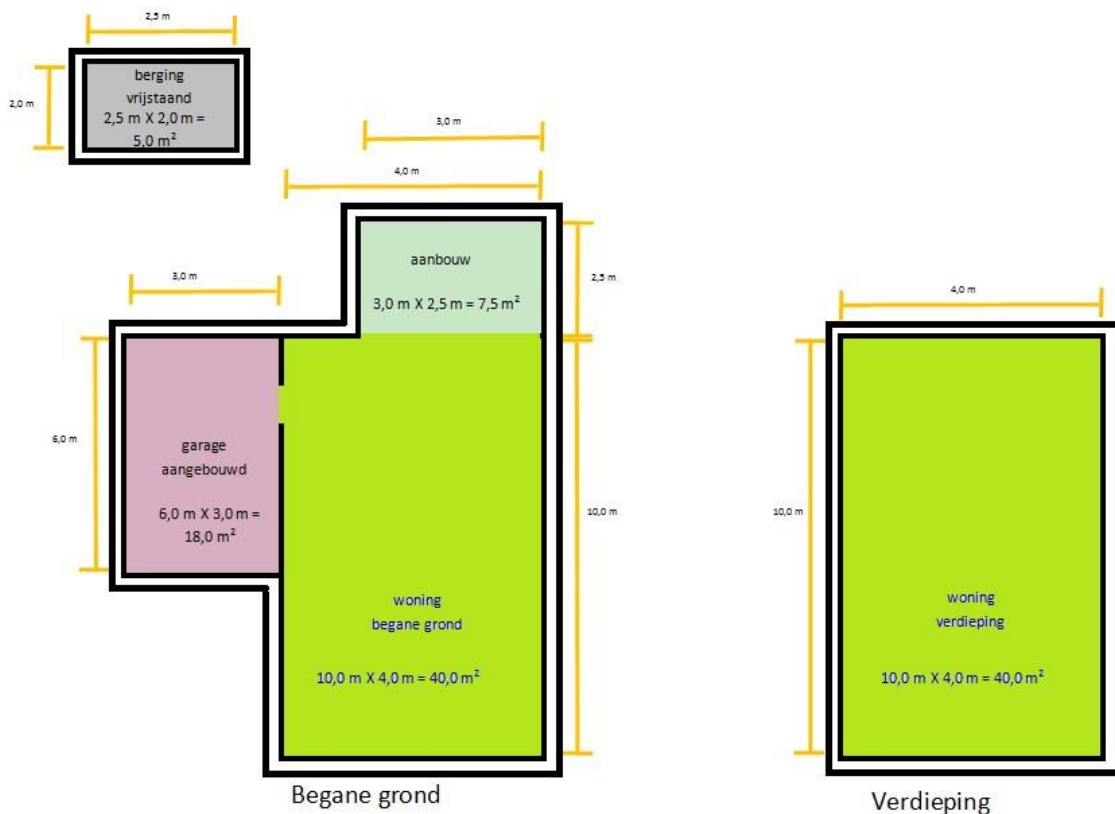 2,5 m
2,0 m
berging
vrijstaand
2,5 m X 2,0 m =
5,0 m²
3,0 m
4,0 m
aanbouw
3,0 m X 2,5 m = 7,5 m²
2,5 m
3,0 m
6,0 m
garage
aangebouwd
6,0 m X 3,0 m =
18,0 m²
10,0 m
woning
begane grond
10,0 m X 4,0 m = 40,0 m²
Begane grond
4,0 m
10,0 m
woning
verdieping
10,0 m X 4,0 m = 40,0 m²
Verdieping